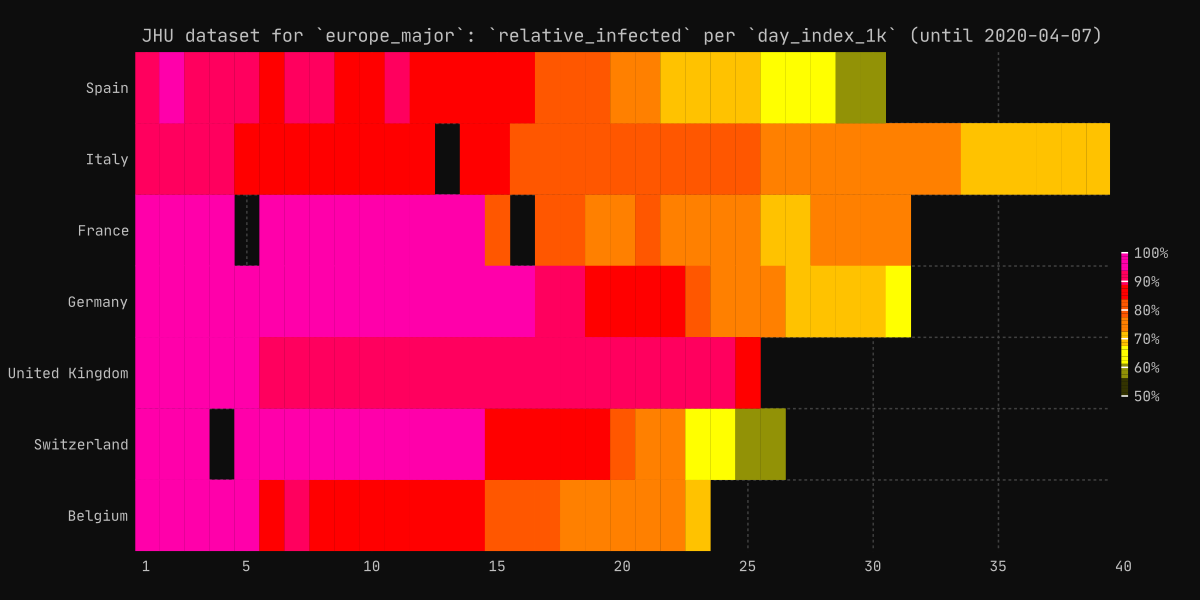 JHU dataset for `europe_major`: `relative_infected` per `day_index_1k` (until 2020-04-07)
Spain
Italy
France
Germany
United Kingdom
Switzerland
Belgium
100%
90%
80%
70%
60%
50%
1 5 10 15 20 25 30 35 40